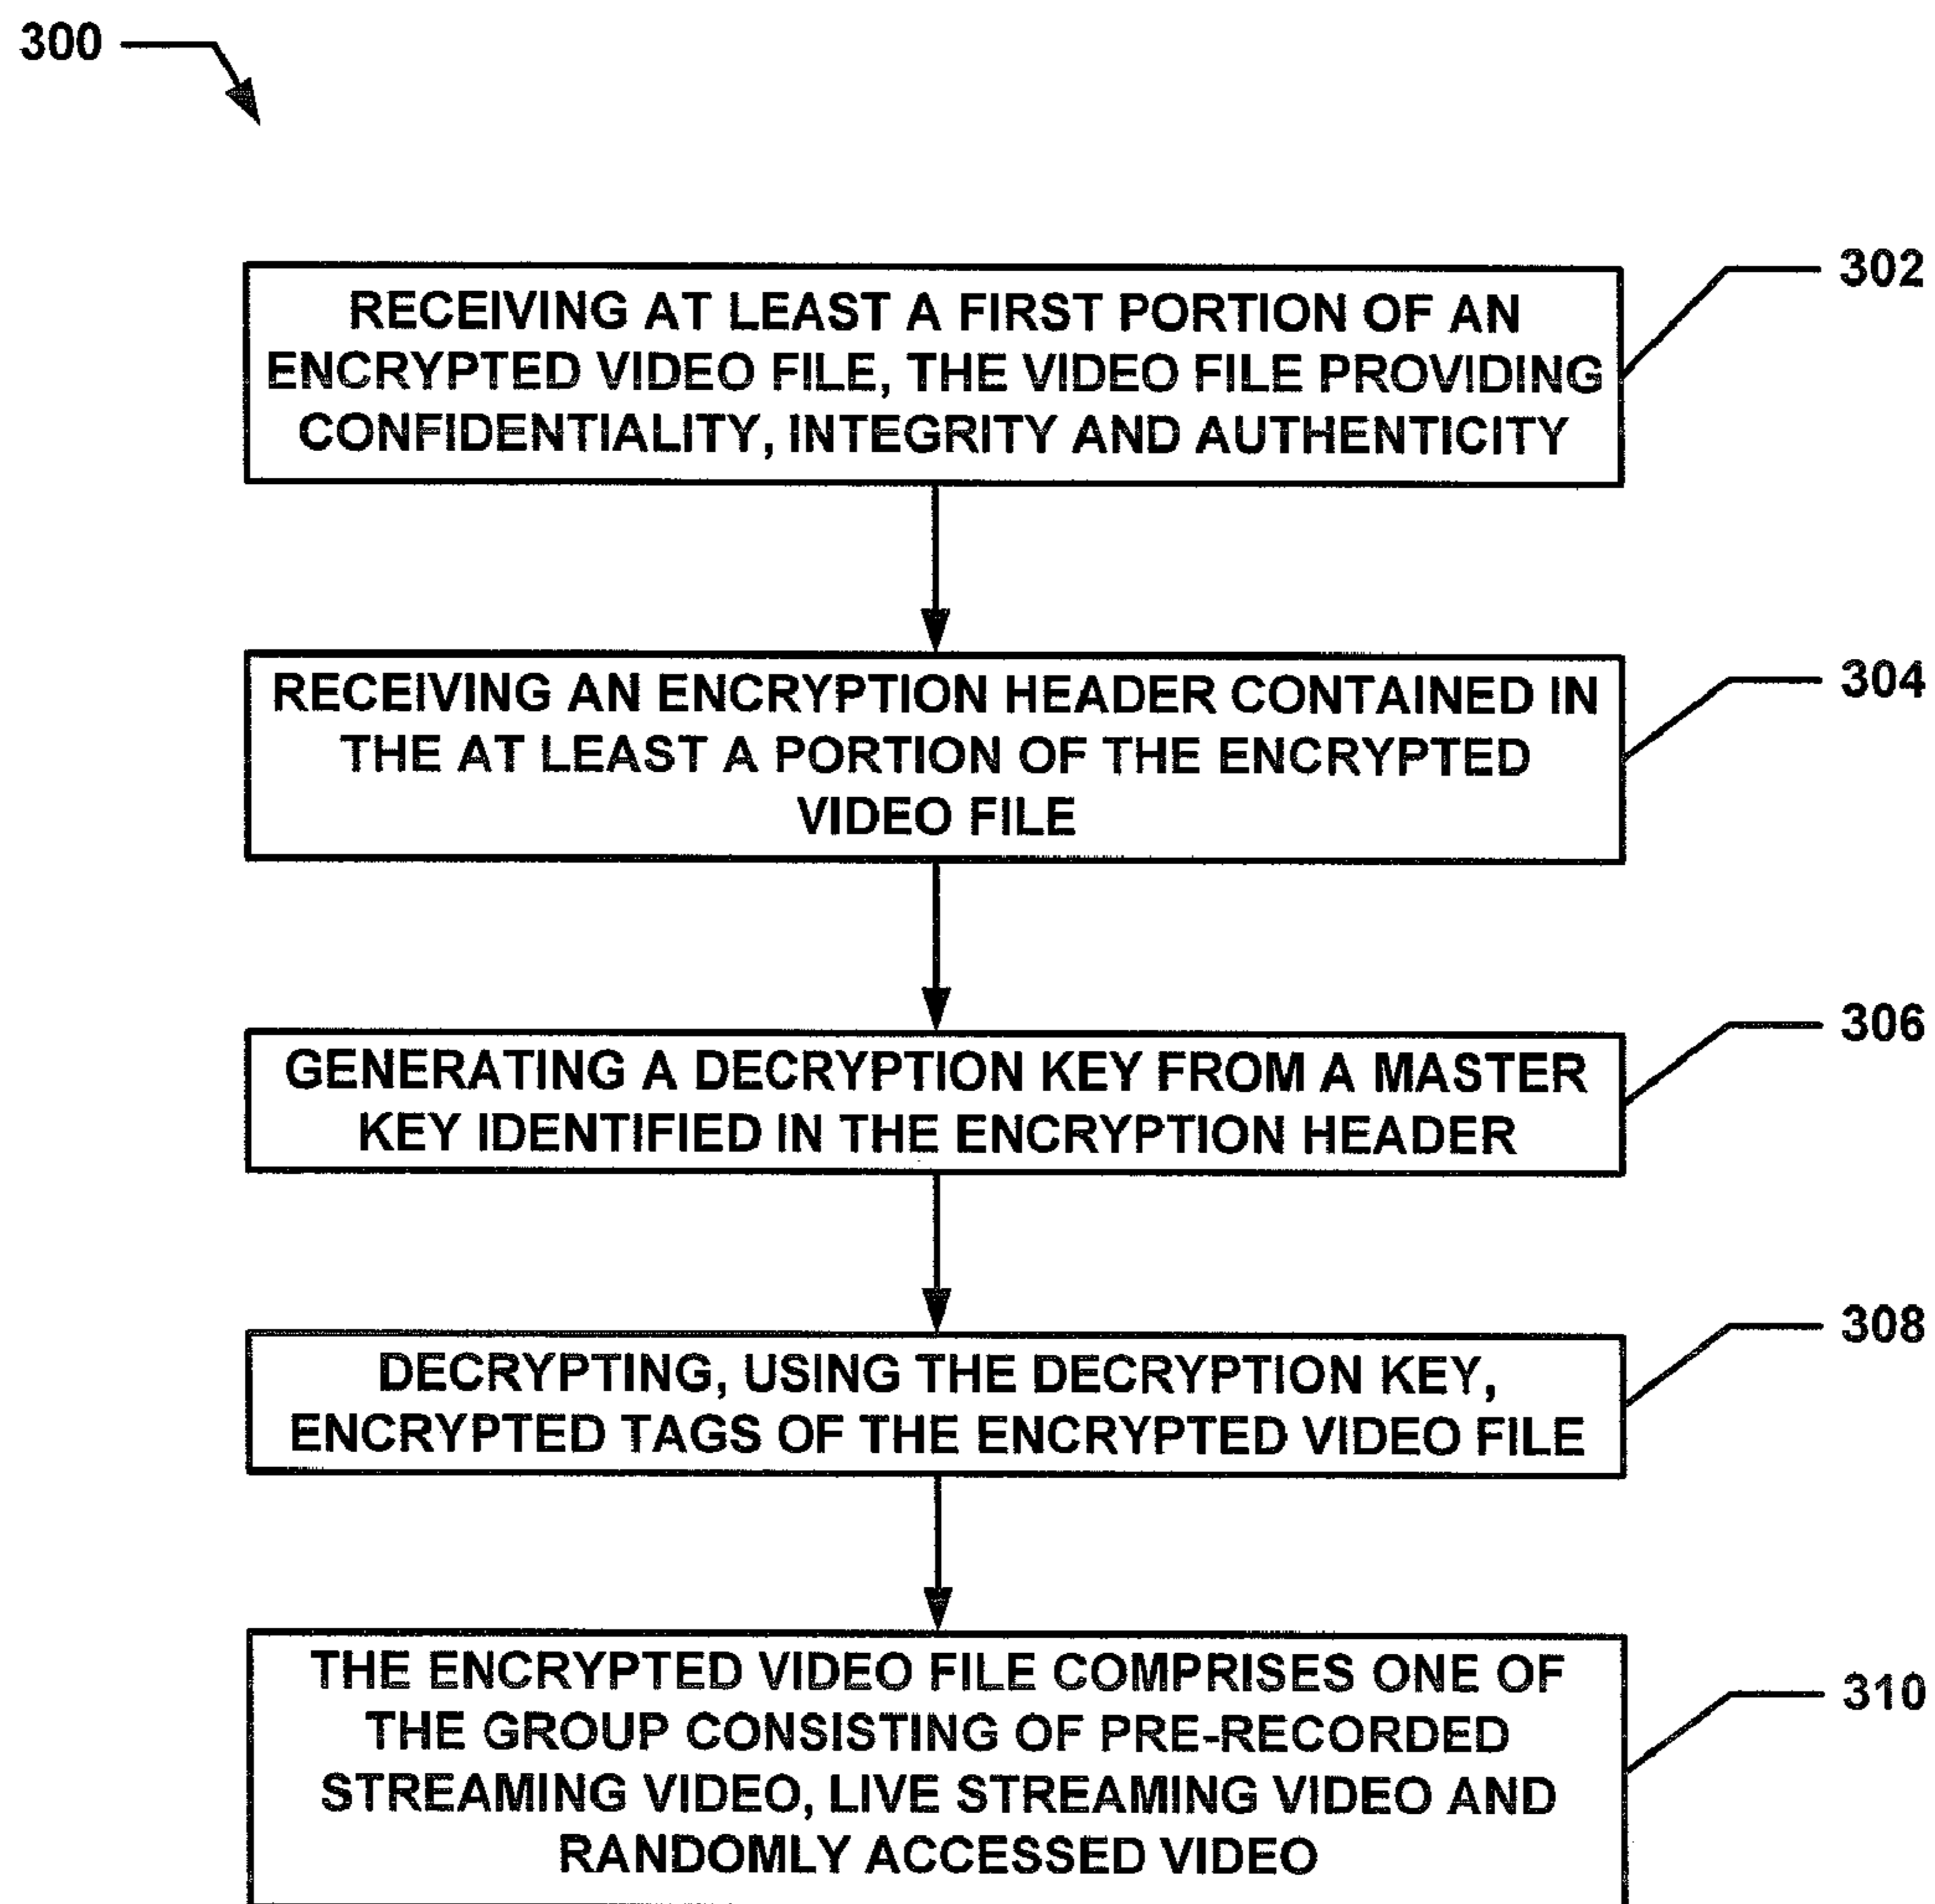 300
RECEIVING AT LEAST A FIRST PORTION OF AN
ENCRYPTED VIDEO FILE, THE VIDEO FILE PROVIDING
CONFIDENTIALITY, INTEGRITY AND AUTHENTICITY
302
RECEIVING AN ENCRYPTION HEADER CONTAINED IN
THE AT LEAST A PORTION OF THE ENCRYPTED
VIDEO FILE
304
GENERATING A DECRYPTION KEY FROM A MASTER
KEY IDENTIFIED IN THE ENCRYPTION HEADER
306
DECRYPTING, USING THE DECRYPTION KEY,
ENCRYPTED TAGS OF THE ENCRYPTED VIDEO FILE
308
THE ENCRYPTED VIDEO FILE COMPRISES ONE OF
THE GROUP CONSISTING OF PRE-RECORDED
STREAMING VIDEO, LIVE STREAMING VIDEO AND
RANDOMLY ACCESSED VIDEO
310